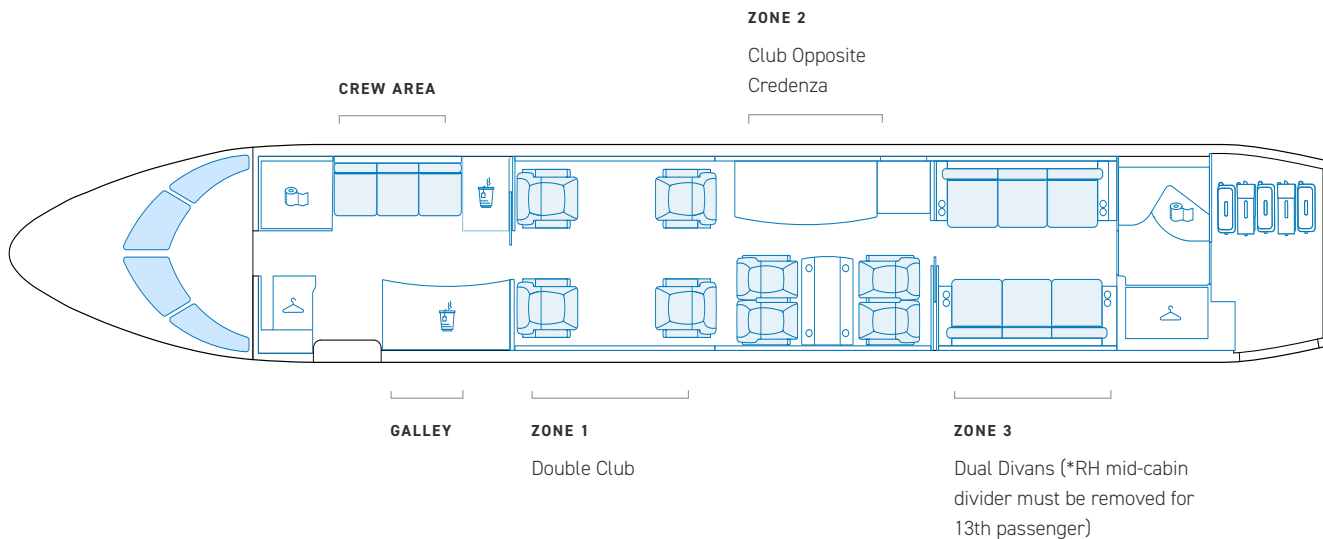 ZONE 2
Club Opposite
Credenza
CREW AREA
GALLEY
ZONE 1
Double Club
ZONE 3
Dual Divans (*RH mid-cabin
divider must be removed for
13th passenger)